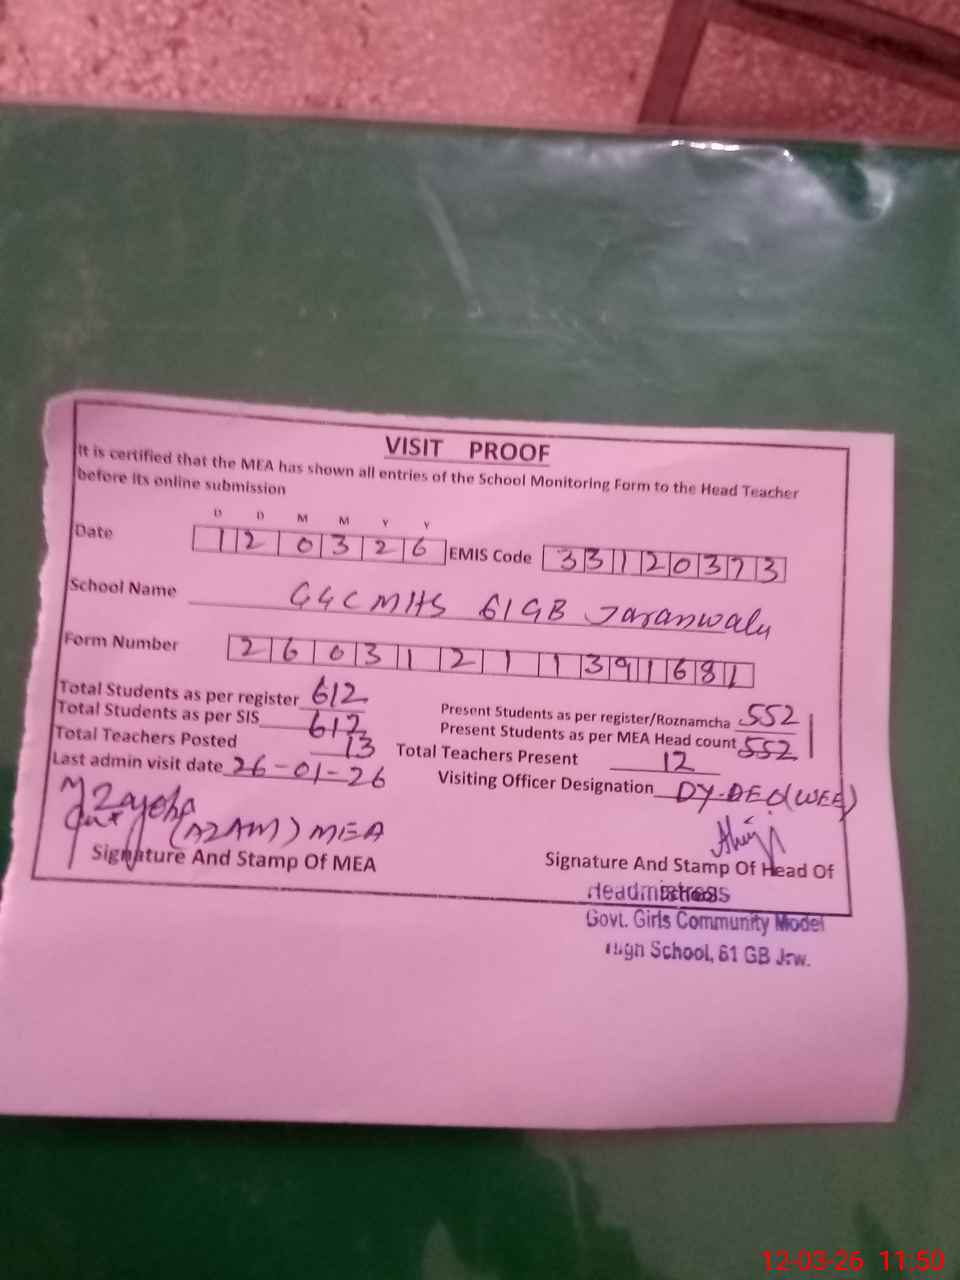 VISIT PROOF
It is certified that the MEA has shown all entries of the School Monitoring Form to the Head Teacher
before its online submission
D D M M Y Y
Date 1 2 0 3 2 6 EMIS Code 3 3 1 2 0 3 7 3
School Name GGCMHS 61GB Jaranwala
Form Number 2 6 0 3 1 2 1 1 3 9 1 6 8 1
Total Students as per register 612
Total Students as per SIS 612
Total Teachers Posted 13
Last admin visit date 26-01-26
Present Students as per register/Roznamcha 552
Present Students as per MEA Head count 552
Total Teachers Present 12
Visiting Officer Designation DY-DEO(WEE)
(AZAM) MEA
Signature And Stamp Of MEA
Signature And Stamp Of Head Of
Headmistress
Govt. Girls Community Model
High School, 61 GB Jrw.
12-03-26 11:50